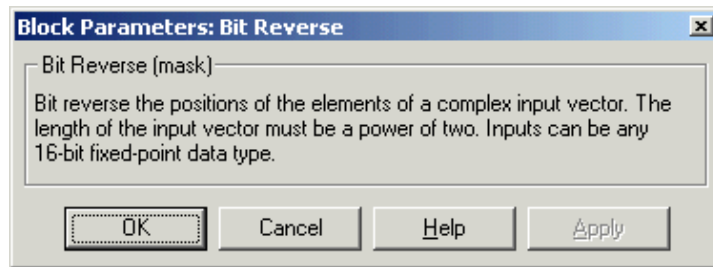 Block Parameters: Bit Reverse
Bit Reverse (mask)
Bit reverse the positions of the elements of a complex input vector. The
length of the input vector must be a power of two. Inputs can be any
16-bit fixed-point data type.
OK Cancel Help Apply